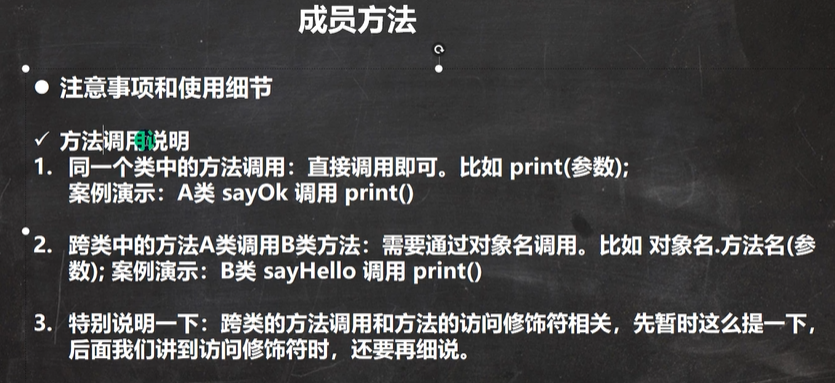 成员方法
● 注意事项和使用细节
✓ 方法调用说明
1. 同一个类中的方法调用：直接调用即可。比如 print(参数);
案例演示：A类 sayOk 调用 print()
2. 跨类中的方法A类调用B类方法：需要通过对象名调用。比如 对象名.方法名(参
数); 案例演示：B类 sayHello 调用 print()
3. 特别说明一下：跨类的方法调用和方法的访问修饰符相关，先暂时这么提一下，
后面我们讲到访问修饰符时，还要再细说。